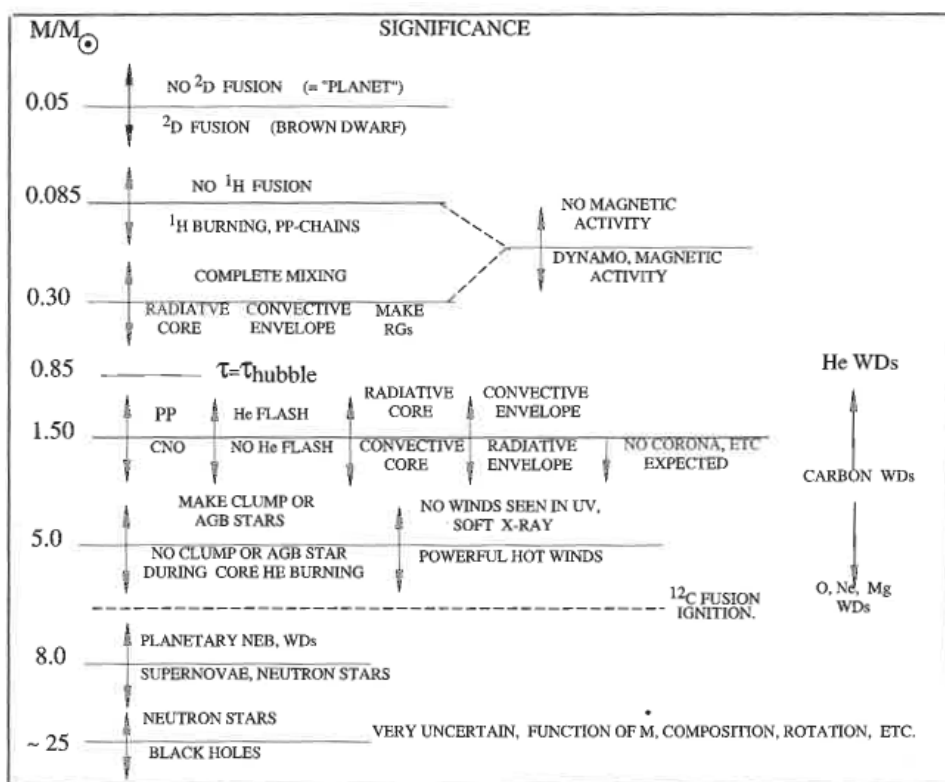 M/M☉ SIGNIFICANCE
NO ²D FUSION (= "PLANET")
0.05
²D FUSION (BROWN DWARF)
NO ¹H FUSION
0.085
¹H BURNING, PP-CHAINS
NO MAGNETIC
ACTIVITY
DYNAMO, MAGNETIC
ACTIVITY
COMPLETE MIXING
0.30
RADIATVE CONVECTIVE MAKE
CORE ENVELOPE RGs
0.85 τ=τhubble
He WDs
RADIATIVE CONVECTIVE
CORE ENVELOPE
PP He FLASH
1.50
CNO NO He FLASH CONVECTIVE RADIATIVE NO CORONA, ETC
CORE ENVELOPE EXPECTED
CARBON WDs
MAKE CLUMP OR NO WINDS SEEN IN UV,
AGB STARS SOFT X-RAY
5.0
NO CLUMP OR AGB STAR POWERFUL HOT WINDS
DURING CORE HE BURNING
¹²C FUSION
IGNITION.
O, Ne, Mg
WDs
PLANETARY NEB, WDs
8.0
SUPERNOVAE, NEUTRON STARS
NEUTRON STARS
VERY UNCERTAIN, FUNCTION OF Ṁ, COMPOSITION, ROTATION, ETC.
~ 25
BLACK HOLES